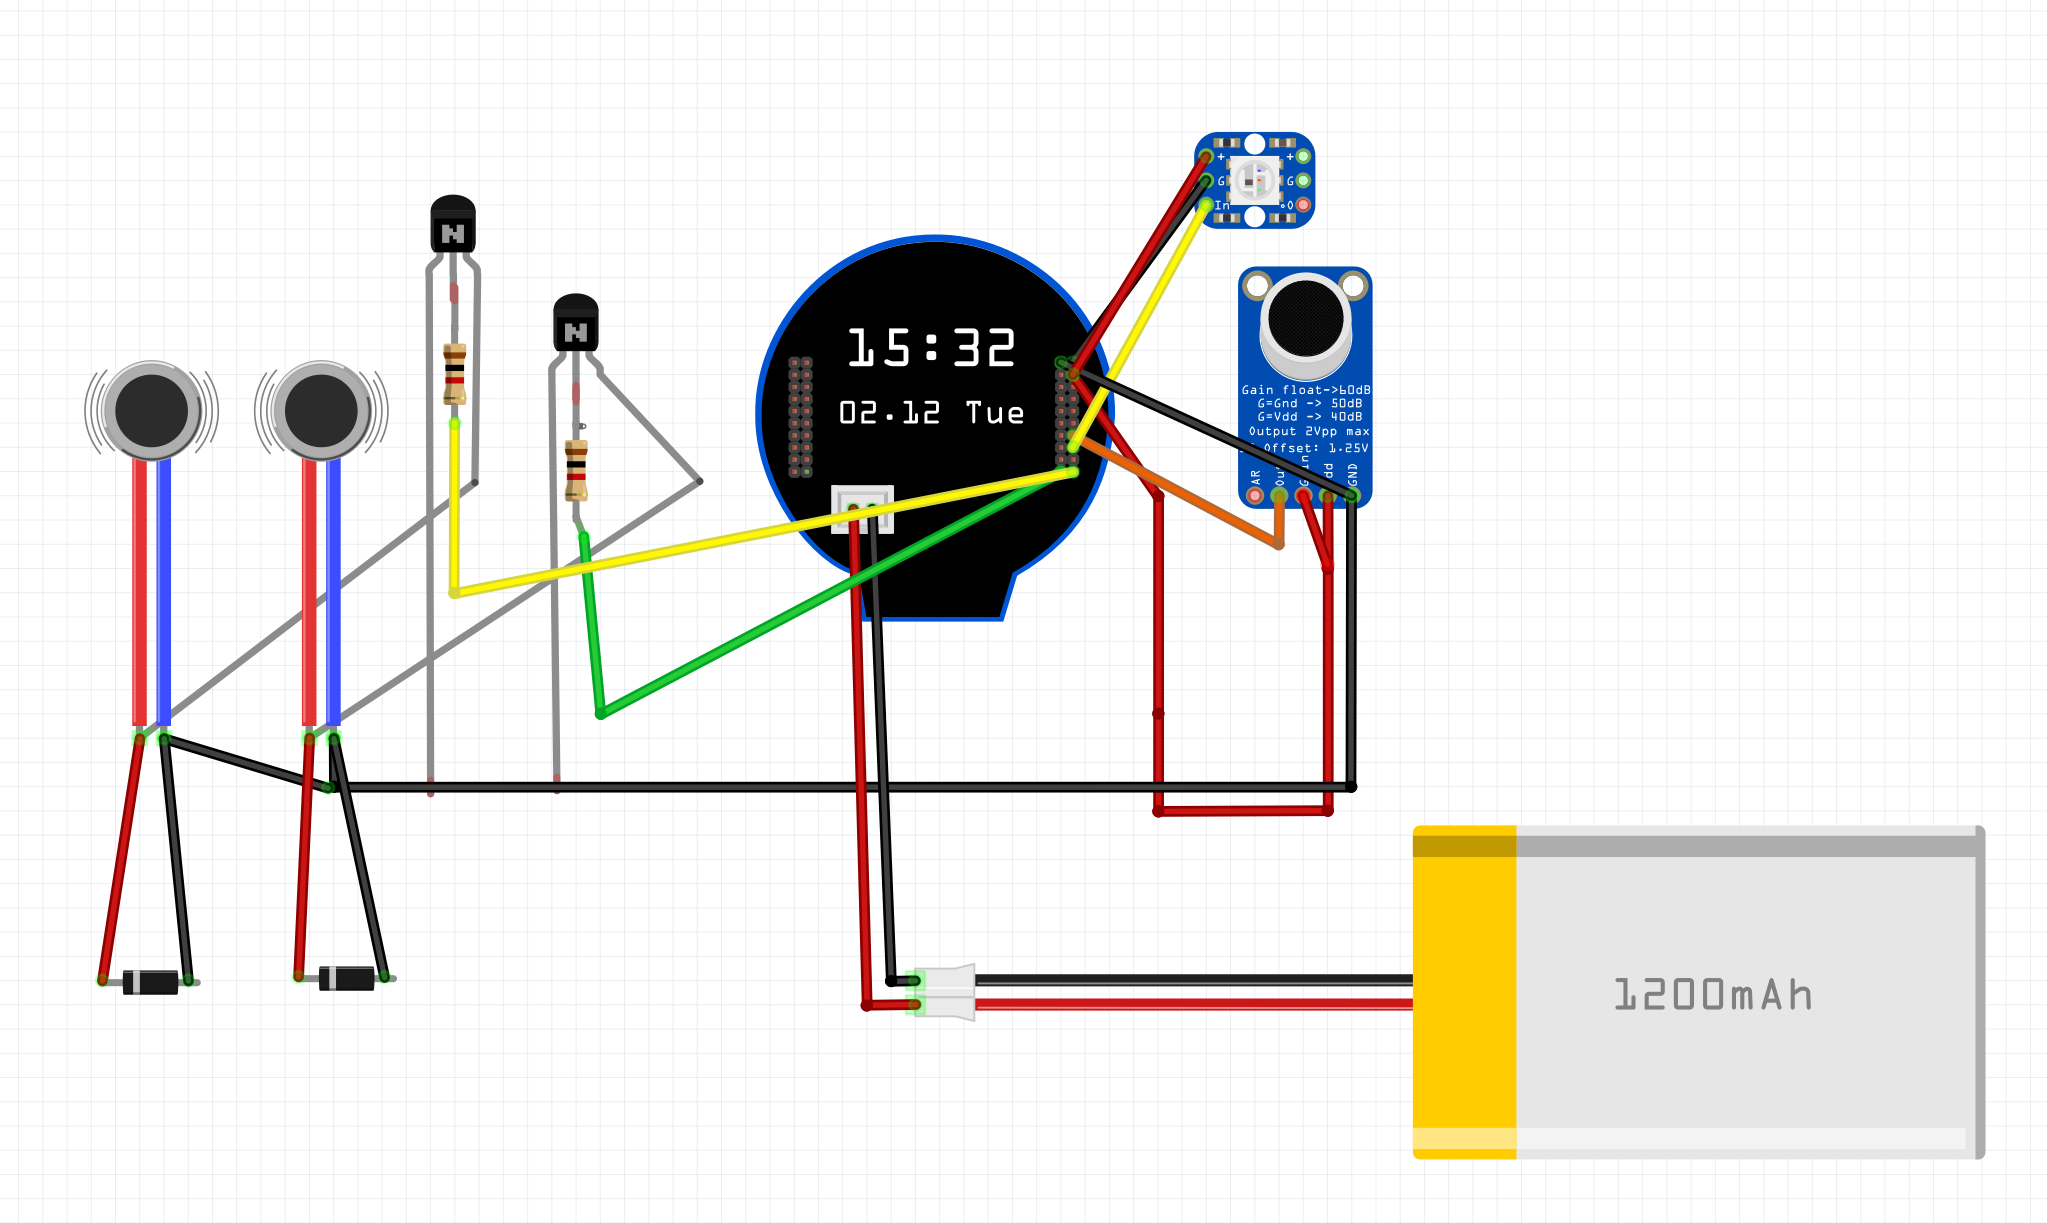 N
N
15:32
02.12 Tue
+
+
G
G
In
O
Gain float->60dB
G=Gnd -> 50dB
G=Vdd -> 40dB
Output 2Vpp max
Offset: 1.25V
AR
Out
Gain
Vdd
GND
1200mAh